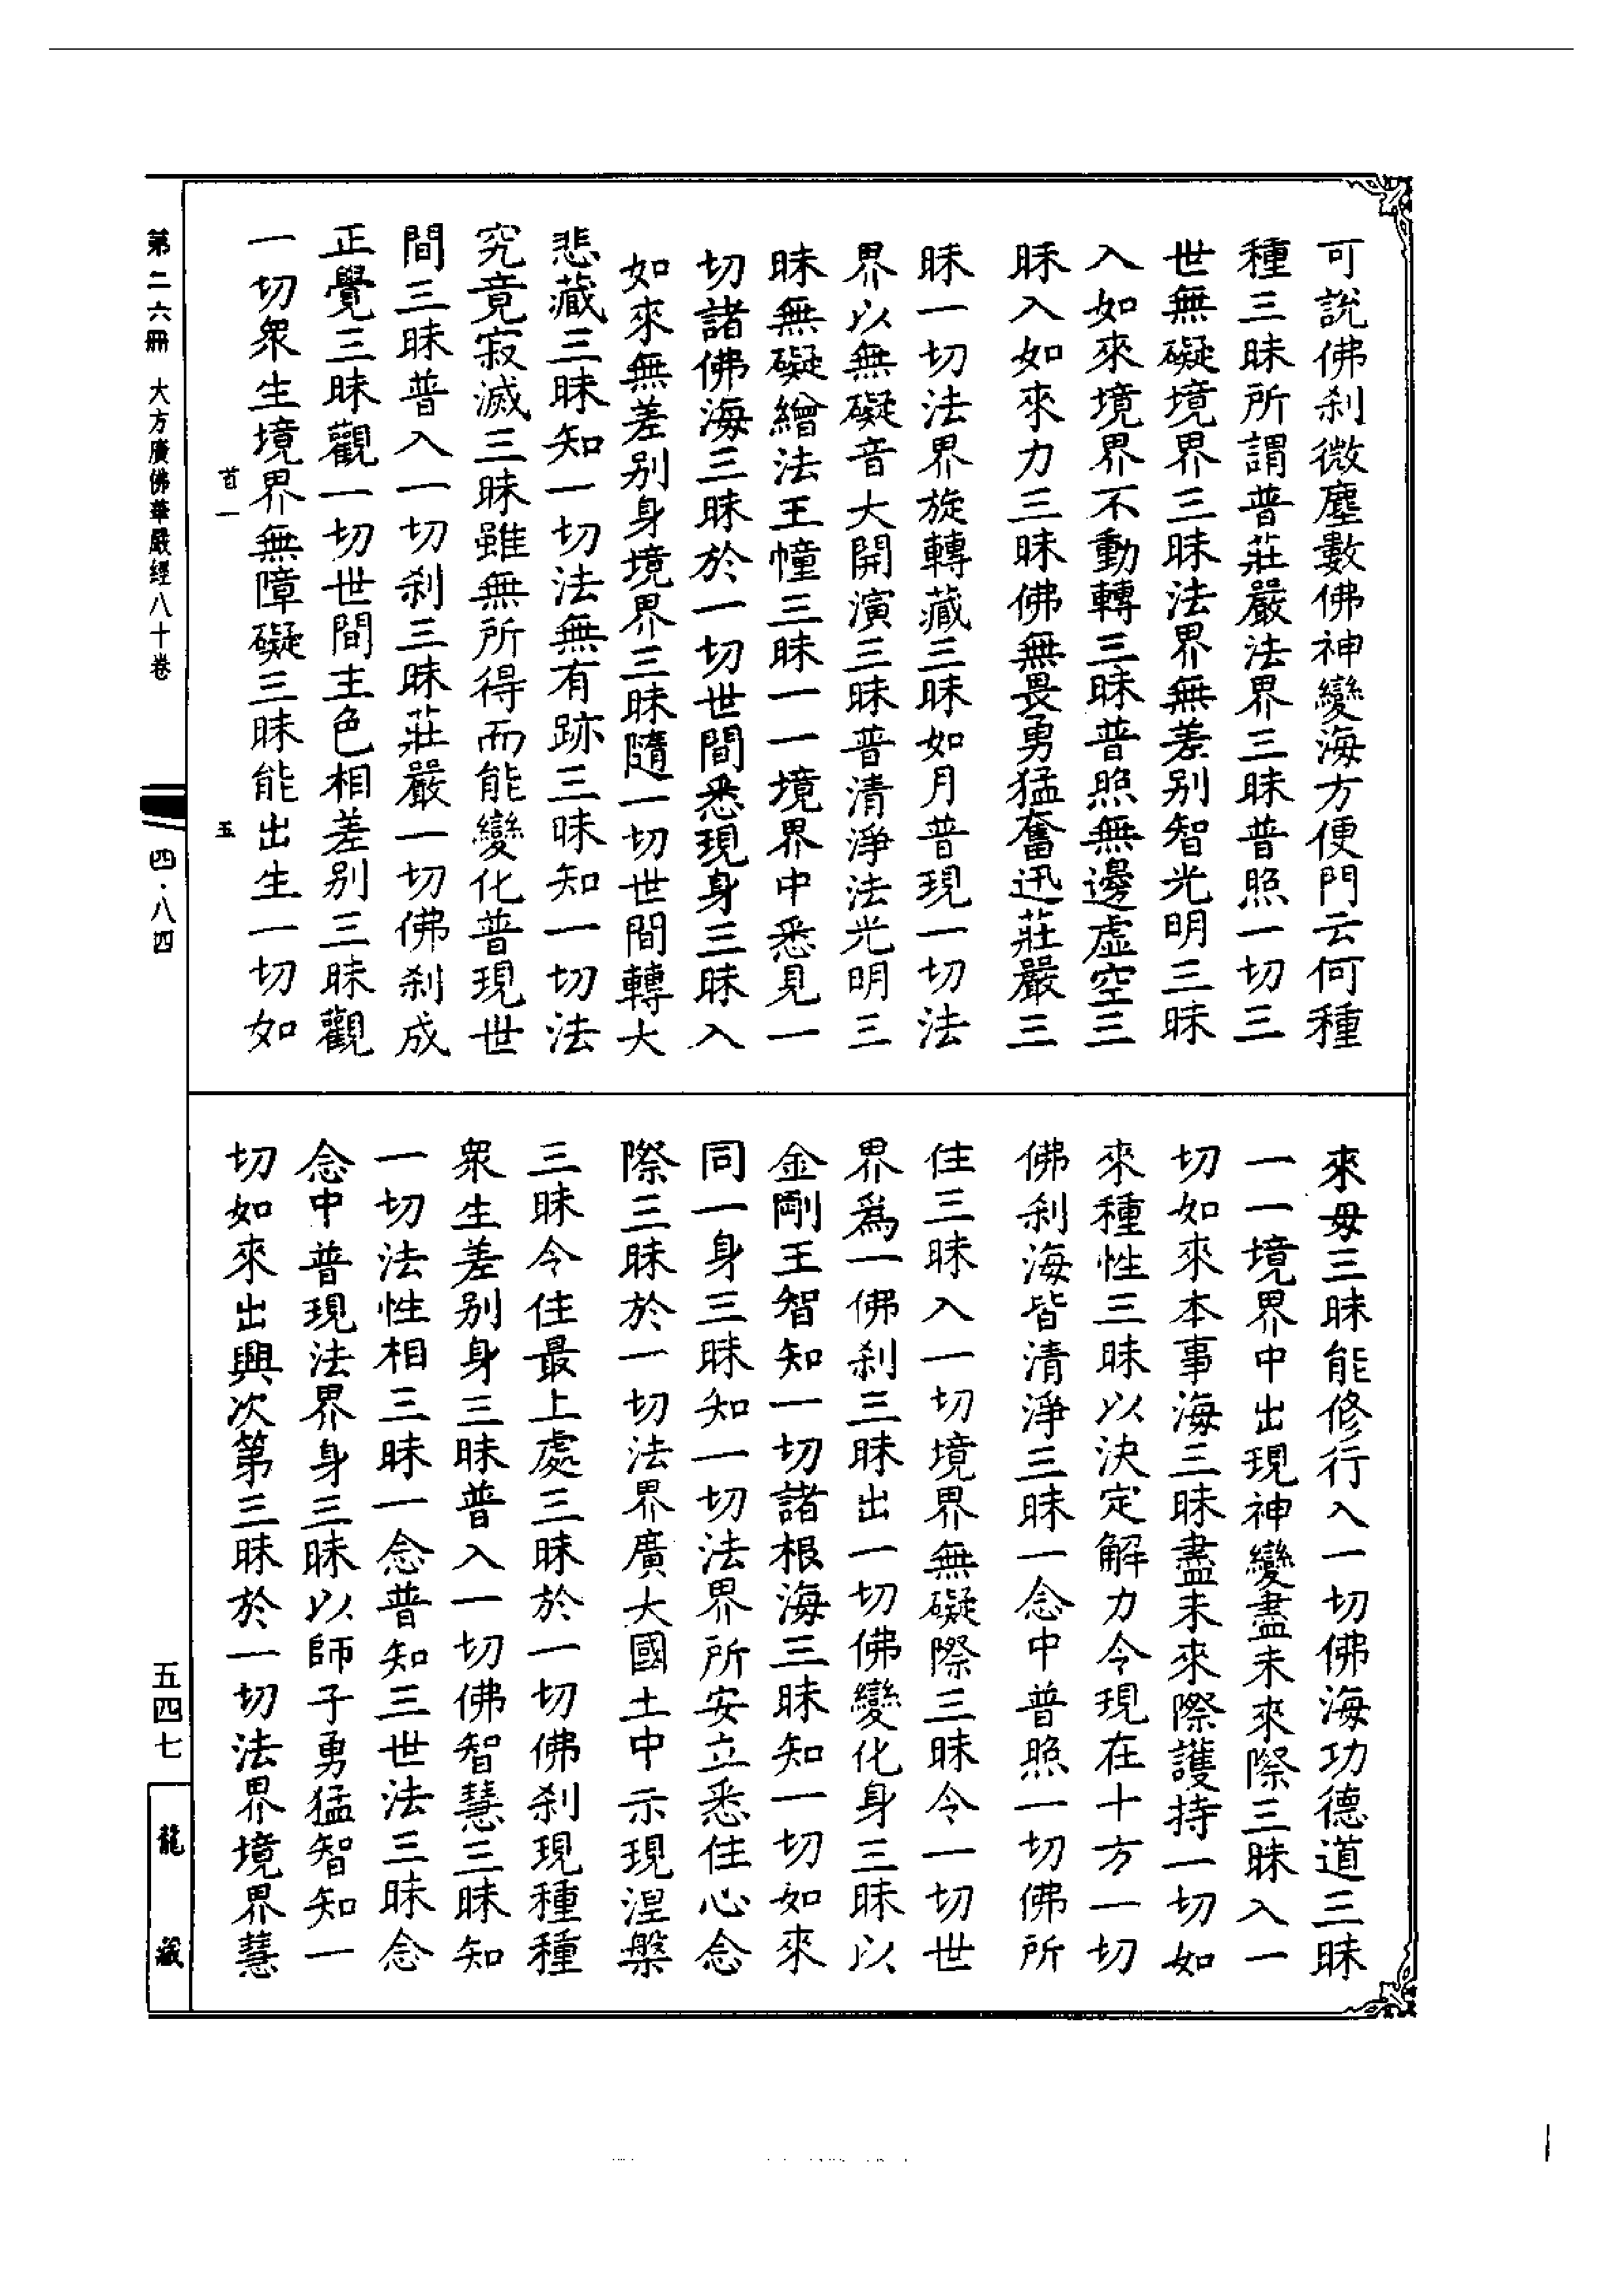 可說佛刹微塵數佛神變海方便門云何種
種三昧所謂普莊嚴法界三昧普照一切三
世無礙境界三昧法界無差别智光明三昧
入如來境界不動轉三昧普照無邊虛空三
昧入如來力三昧佛無畏勇猛奮迅莊嚴三
昧一切法界旋轉藏三昧如月普現一切法
界以無礙音大開演三昧普清淨法光明三
昧無礙繒法王幢三昧一一境界中悉見一
切諸佛海三昧於一切世間悉現身三昧入
如來無差别身境界三昧隨一切世間轉大
悲藏三昧知一切法無有跡三昧知一切法
究竟寂滅三昧雖無所得而能變化普現世
間三昧普入一切刹三昧莊嚴一切佛刹成
正覺三昧觀一切世間主色相差别三昧觀
一切衆生境界無障礙三昧能出生一切如
來毋三昧能修行入一切佛海功德道三昧
一一境界中出現神變盡未來際三昧入一
切如來本事海三昧盡未來際護持一切如
來種性三昧以決定解力令現在十方一切
佛刹海皆清淨三昧一念中普照一切佛所
住三昧入一切境界無礙際三昧令一切世
界爲一佛刹三昧出一切佛變化身三昧以
金剛王智知一切諸根海三昧知一切如來
同一身三昧知一切法界所安立悉住心念
際三昧於一切法界廣大國土中示現涅槃
三昧令住最上處三昧於一切佛刹現種種
衆生差别身三昧普入一切佛智慧三昧知
一切法性相三昧一念普知三世法三昧念
念中普現法界身三昧以師子勇猛智知一
切如來出興次第三昧於一切法界境界慧
首一 五
第二六冊 大方廣佛華嚴經八十卷
四·八四
五四七
龍藏